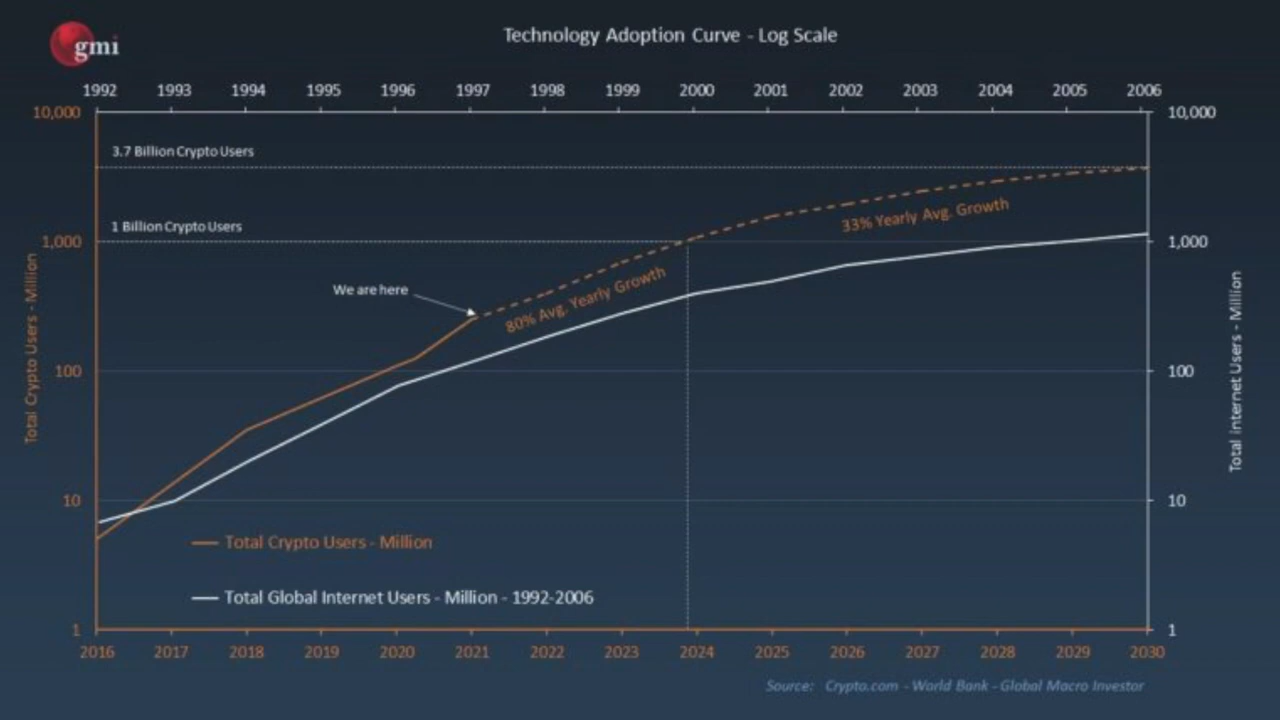 gmi
Technology Adoption Curve - Log Scale
1992 1993 1994 1995 1996 1997 1998 1999 2000 2001 2002 2003 2004 2005 2006
10,000 10,000
3.7 Billion Crypto Users
1 Billion Crypto Users
33% Yearly Avg. Growth
1,000 1,000
We are here
80% Avg. Yearly Growth
Total Crypto Users - Million
Total internet Users - Million
100 100
10 10
Total Crypto Users - Million
Total Global Internet Users - Million - 1992-2006
1 1
2016 2017 2018 2019 2020 2021 2022 2023 2024 2025 2026 2027 2028 2029 2030
Source: Crypto.com - World Bank - Global Macro Investor